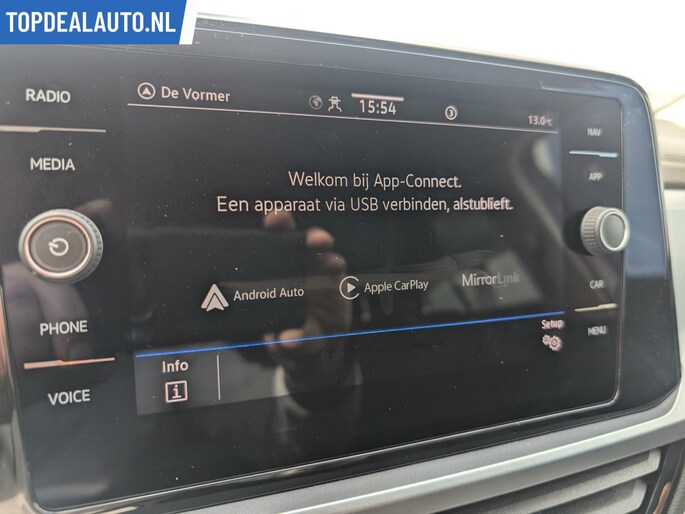 TOPDEALAUTO.NL
RADIO
MEDIA
PHONE
VOICE
De Vormer
15:54
3
13.0°C
Welkom bij App-Connect.
Een apparaat via USB verbinden, alstublieft.
Android Auto
Apple CarPlay
MirrorLink
Setup
Info
i
NAV
APP
CAR
MENU